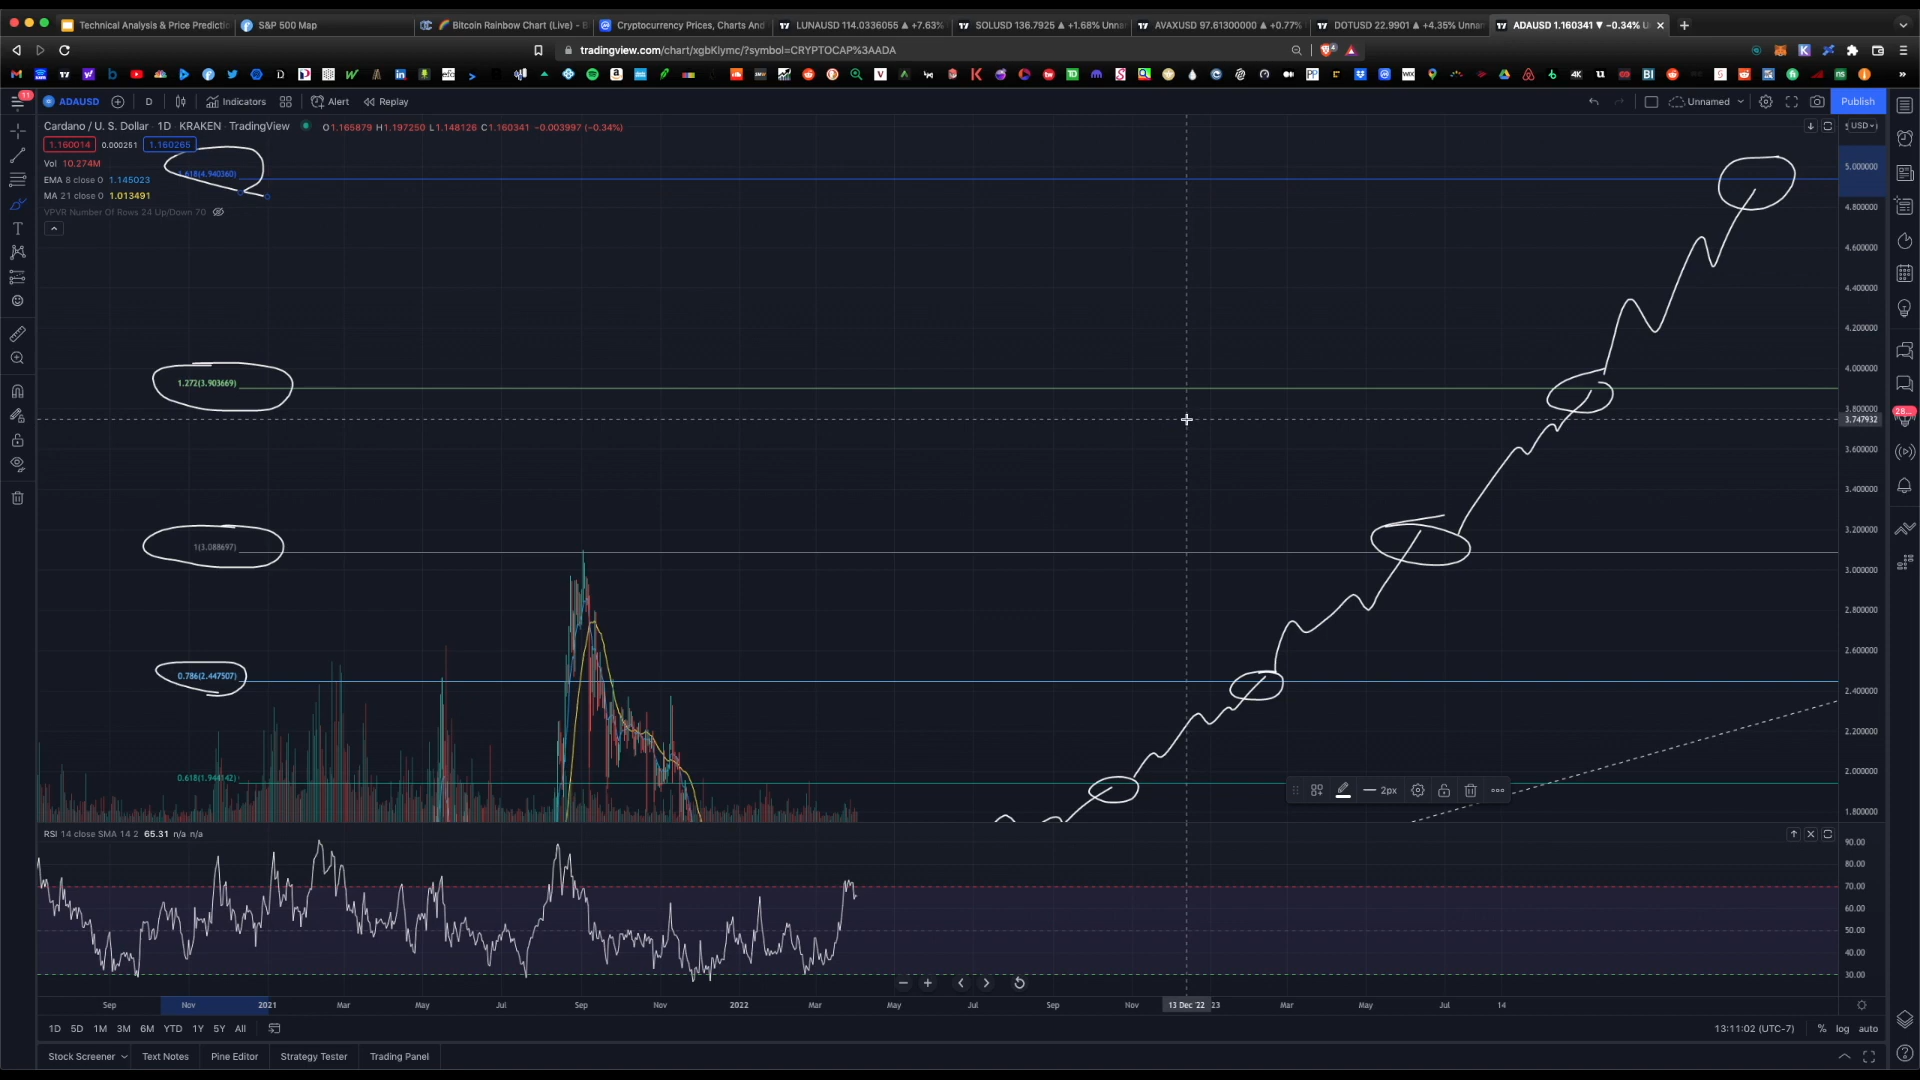 Technical Analysis & Price Predictio
S&P 500 Map
Bitcoin Rainbow Chart (Live) - B
Cryptocurrency Prices, Charts And
LUNAUSD 114.0336055 ▲ +7.63%
SOLUSD 136.7925 ▲ +1.68% Unna
AVAXUSD 97.61300000 ▲ +0.77%
DOTUSD 22.9901 ▲ +4.35% Unnam
ADAUSD 1.160341 ▼ −0.34% U
tradingview.com/chart/xgbKlymc/?symbol=CRYPTOCAP%3AADA
11
ADAUSD
D
Indicators
Alert
Replay
Unnamed
Publish
Cardano / U. S. Dollar · 1D · KRAKEN · TradingView
O1.165879 H1.197250 L1.148126 C1.160341 −0.003997 (−0.34%)
USD
1.160014
0.000251
1.160265
Vol 10.274M
1.618(4.940360)
EMA 8 close 0 1.145023
MA 21 close 0 1.013491
VPVR Number Of Rows 24 Up/Down 70
5.000000
4.800000
4.600000
4.400000
4.200000
4.000000
1.272(3.903669)
3.800000
3.747932
28...
3.600000
3.400000
3.200000
1(3.088697)
3.000000
2.800000
2.600000
0.786(2.447507)
2.400000
2.200000
2.000000
0.618(1.944142)
2px
1.800000
RSI 14 close SMA 14 2 65.31 n/a n/a
90.00
80.00
70.00
60.00
50.00
40.00
30.00
Sep
Nov
2021
Mar
May
Jul
Sep
Nov
2022
Mar
May
Jul
Sep
Nov
13 Dec '22
23
Mar
May
Jul
14
1D
5D
1M
3M
6M
YTD
1Y
5Y
All
13:11:02 (UTC-7)
%
log
auto
Stock Screener
Text Notes
Pine Editor
Strategy Tester
Trading Panel